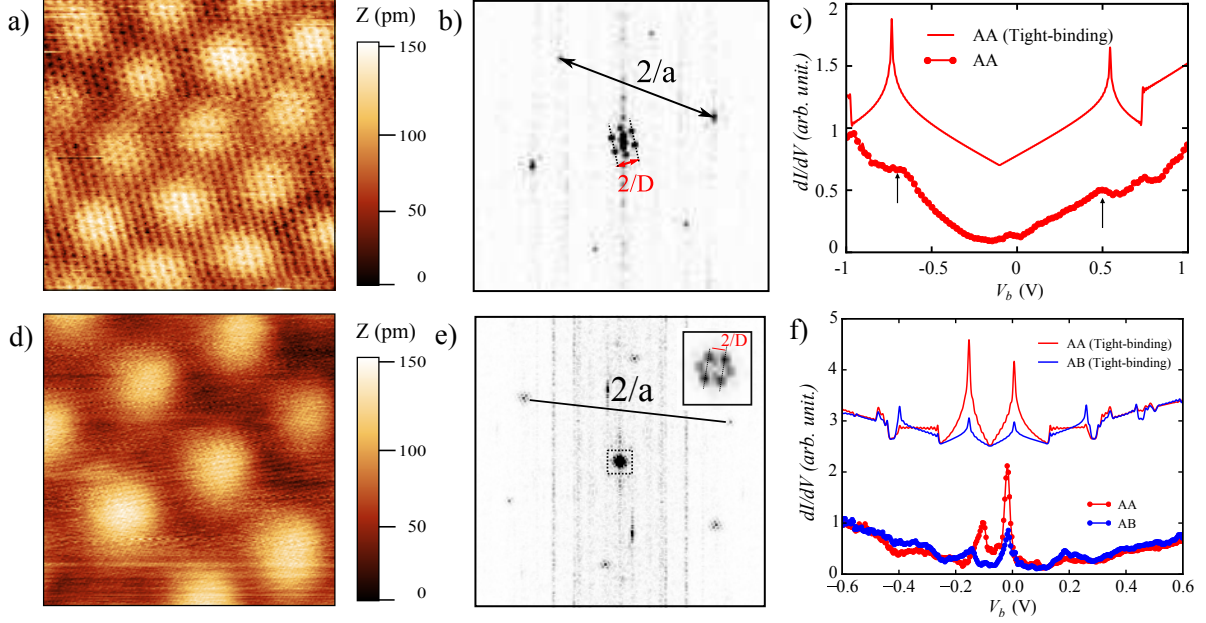 a)
Z (pm)
150
100
50
0
b)
2/a
2/D
c)
AA (Tight-binding)
AA
dI/dV (arb. unit.)
2
1.5
1
0.5
0
-1
-0.5
0
0.5
1
V_b (V)
d)
Z (pm)
150
100
50
0
e)
2/a
2/D
f)
AA (Tight-binding)
AB (Tight-binding)
AA
AB
dI/dV (arb. unit.)
5
4
3
2
1
0
−0.6
−0.4
−0.2
0.0
0.2
0.4
0.6
V_b (V)